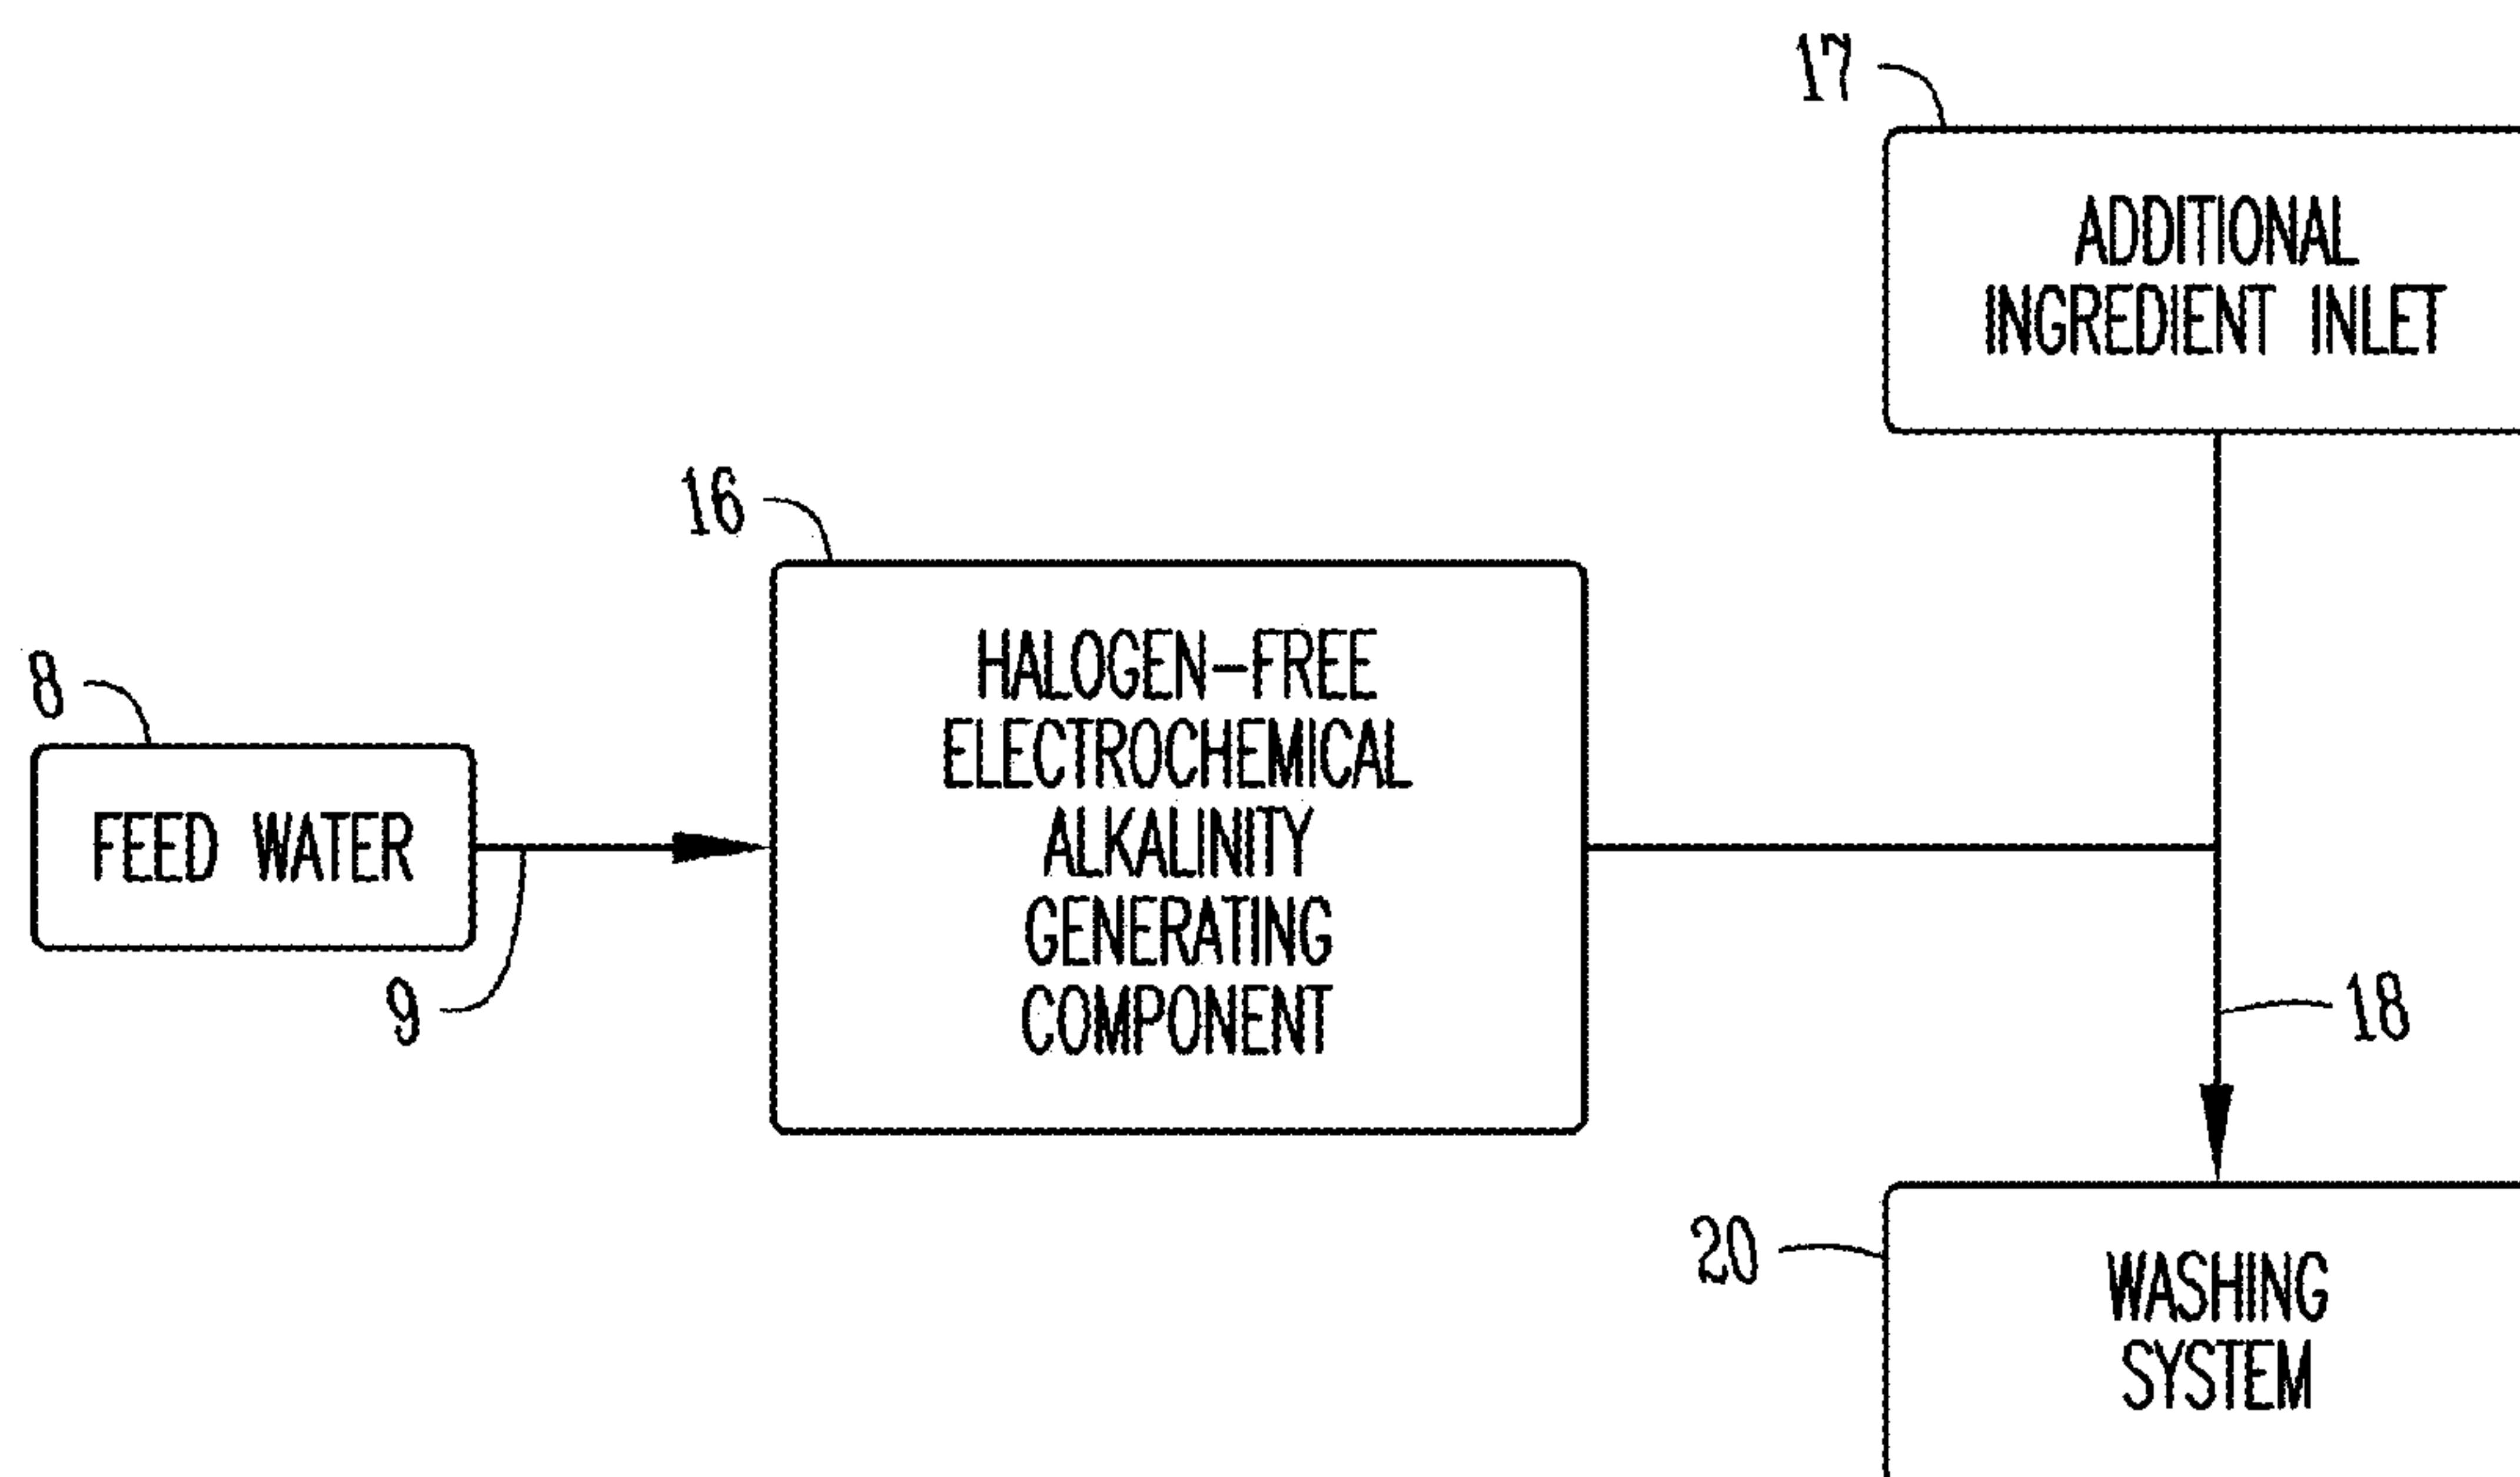 17
ADDITIONAL
INGREDIENT INLET
16
HALOGEN-FREE
ELECTROCHEMICAL
ALKALINITY
GENERATING
COMPONENT
8
FEED WATER
9
18
20
WASHING
SYSTEM